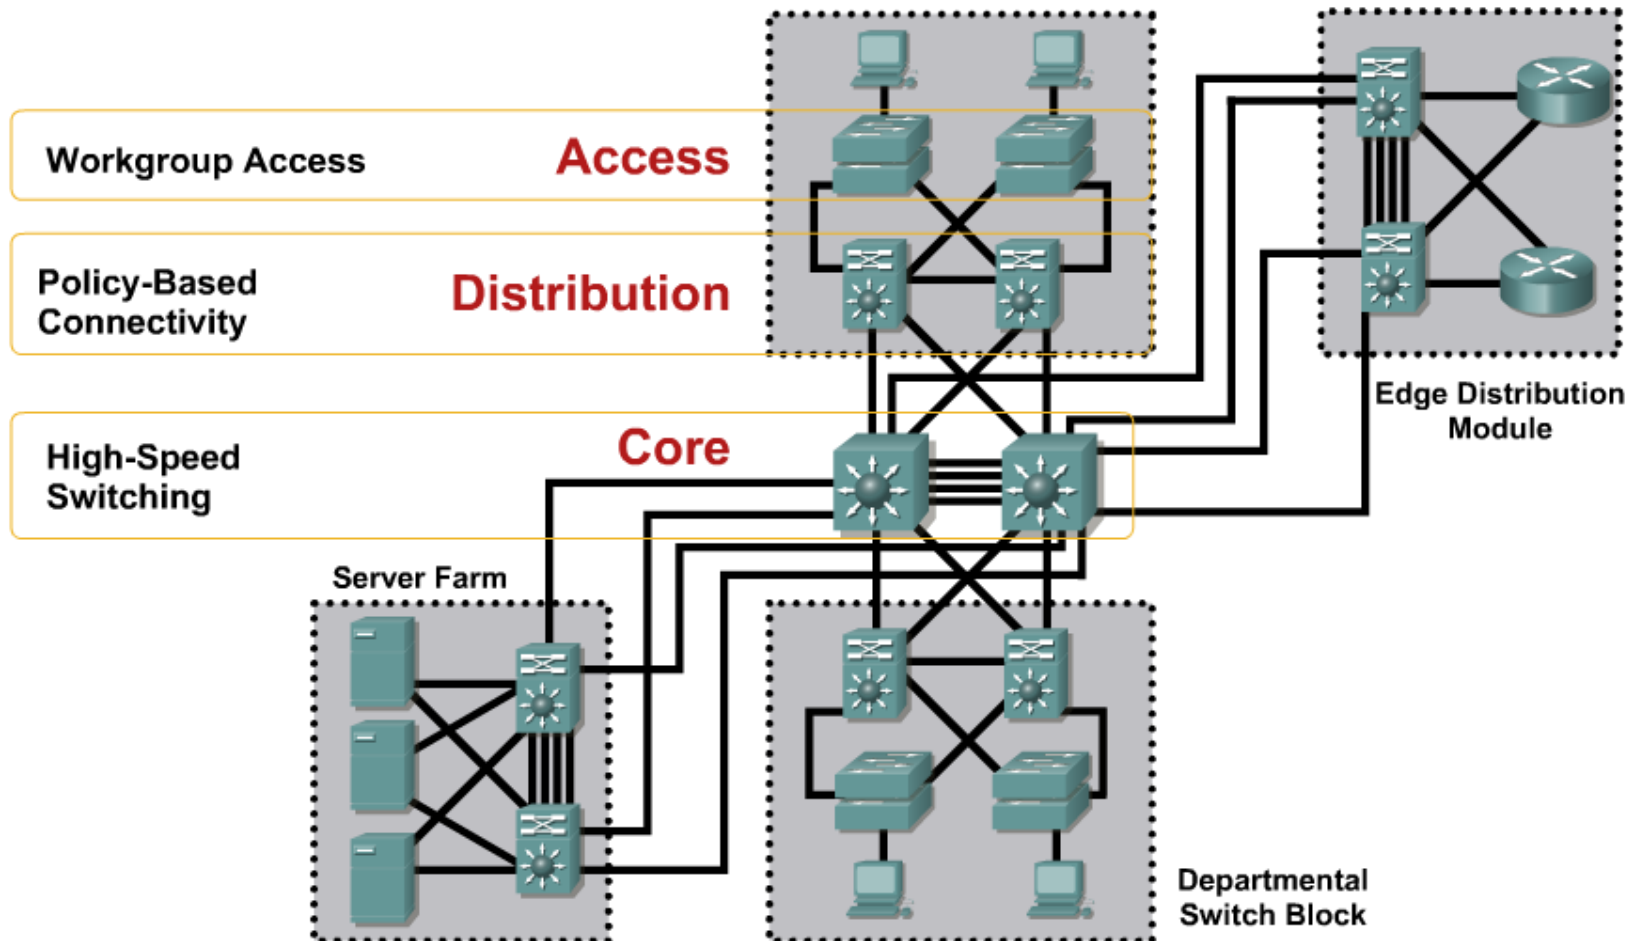 Workgroup Access
Access
Policy-Based
Connectivity
Distribution
High-Speed
Switching
Core
Edge Distribution
Module
Server Farm
Departmental
Switch Block